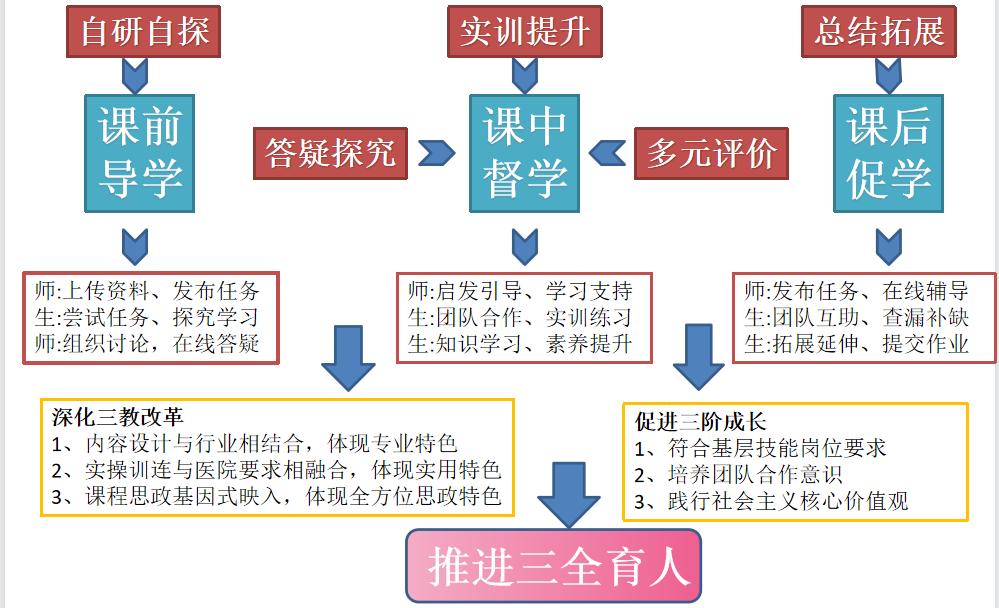 自研自探
实训提升
总结拓展
课前
导学
答疑探究
课中
督学
多元评价
课后
促学
师:上传资料、发布任务
生:尝试任务、探究学习
师:组织讨论，在线答疑
师:启发引导、学习支持
生:团队合作、实训练习
生:知识学习、素养提升
师:发布任务、在线辅导
生:团队互助、查漏补缺
生:拓展延伸、提交作业
深化三教改革
1、内容设计与行业相结合，体现专业特色
2、实操训连与医院要求相融合，体现实用特色
3、课程思政基因式映入，体现全方位思政特色
促进三阶成长
1、符合基层技能岗位要求
2、培养团队合作意识
3、践行社会主义核心价值观
推进三全育人